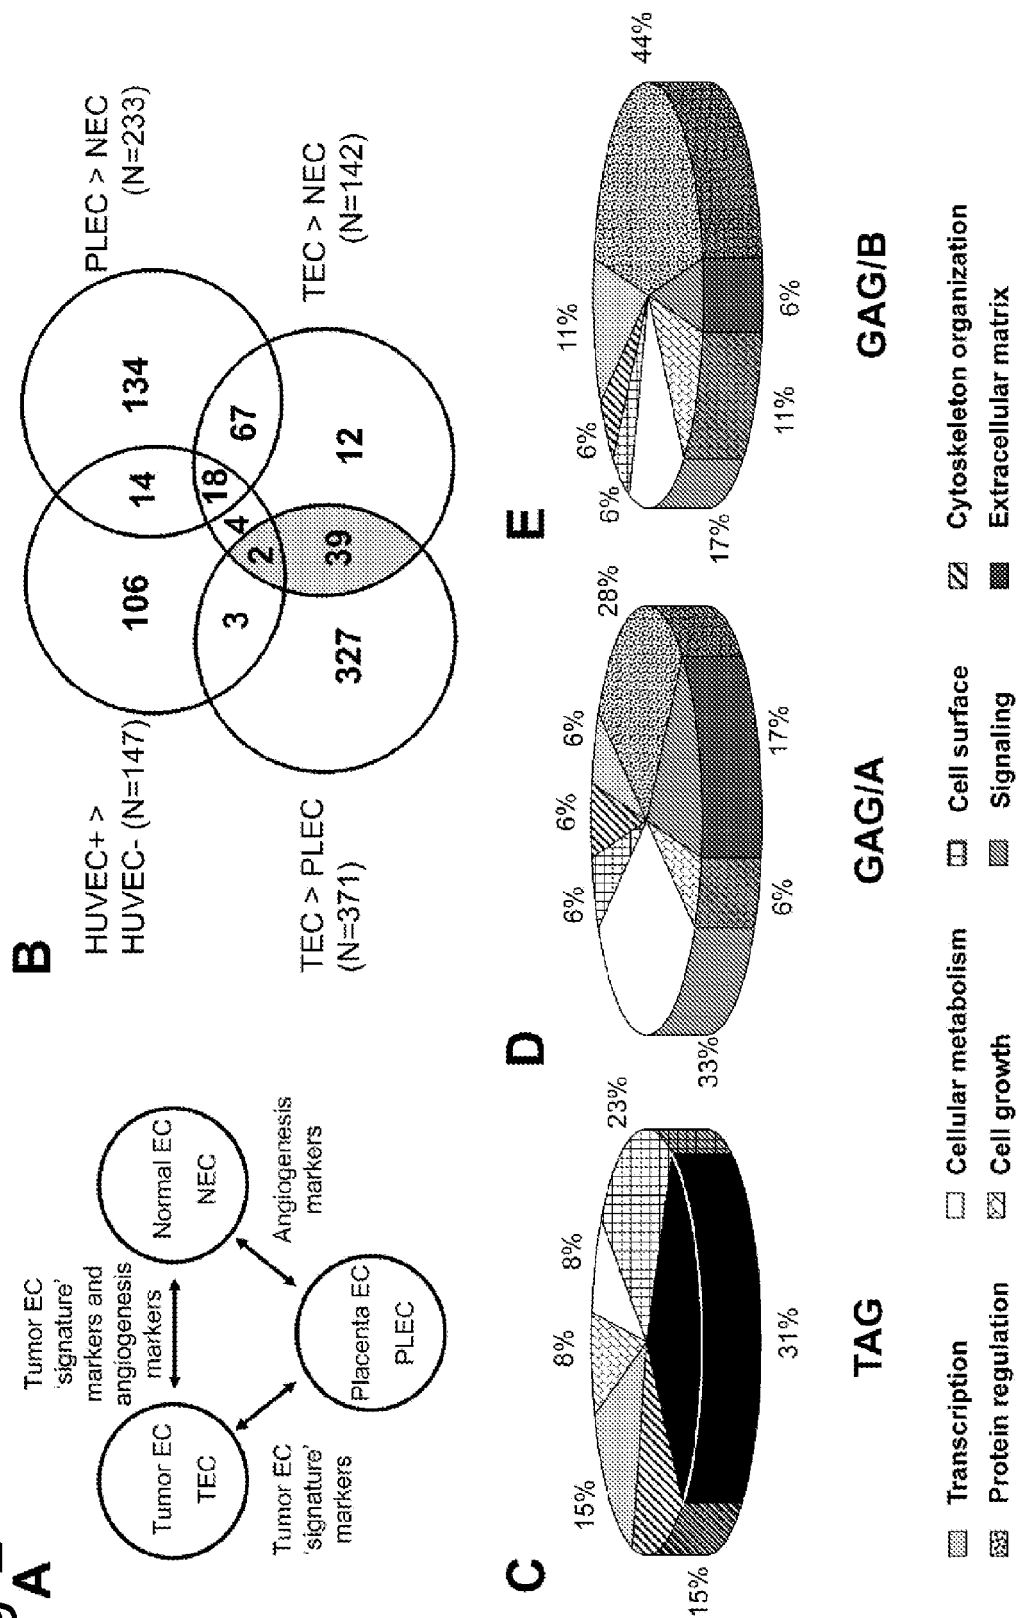 A
Tumor EC
'signature'
markers and
angiogenesis
markers
Tumor EC
TEC
Normal EC
NEC
Tumor EC
'signature'
markers
Placenta EC
PLEC
Angiogenesis
markers
B
HUVEC+ >
HUVEC- (N=147)
PLEC > NEC
(N=233)
106
14
134
3
2
4
18
67
327
39
12
TEC > PLEC
(N=371)
TEC > NEC
(N=142)
C
15%
15%
8%
8%
23%
31%
TAG
D
33%
6%
6%
6%
28%
17%
6%
GAG/A
E
17%
6%
6%
11%
44%
6%
11%
GAG/B
Transcription
Cellular metabolism
Cell surface
Cytoskeleton organization
Protein regulation
Cell growth
Signaling
Extracellular matrix